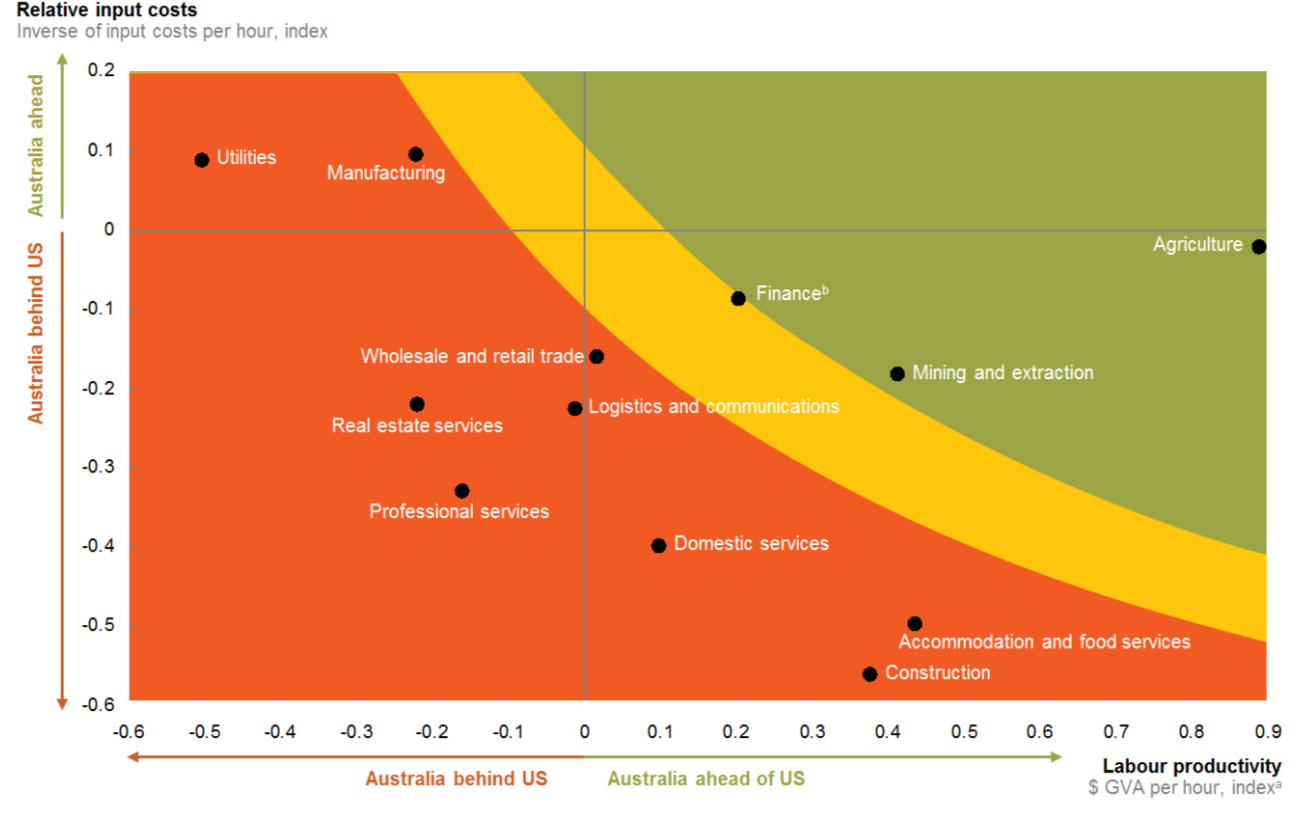 Relative input costs
Inverse of input costs per hour, index
Australia ahead
Australia behind US
0.2
0.1
0
-0.1
-0.2
-0.3
-0.4
-0.5
-0.6
Utilities
Manufacturing
Agriculture
Financeᵇ
Wholesale and retail trade
Mining and extraction
Logistics and communications
Real estate services
Professional services
Domestic services
Accommodation and food services
Construction
-0.6 -0.5 -0.4 -0.3 -0.2 -0.1 0 0.1 0.2 0.3 0.4 0.5 0.6 0.7 0.8 0.9
Australia behind US Australia ahead of US
Labour productivity
$ GVA per hour, indexᵃ